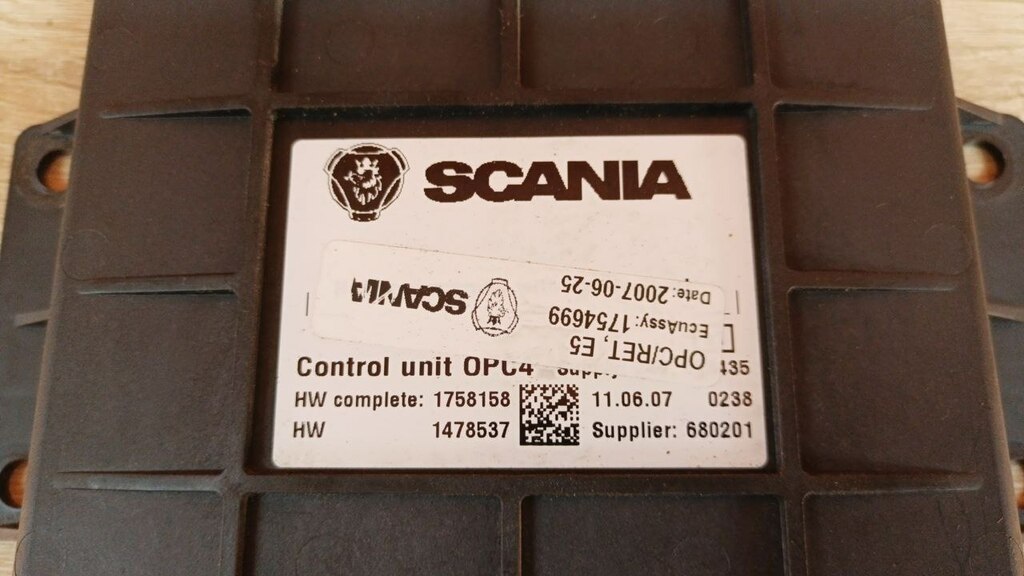 SCANIA
SCANIA
OPC/RET, E5
EcuAssy: 1754699
Date: 2007-06-25
Control unit OPC4
435
HW complete: 1758158
11.06.07 0238
HW 1478537
Supplier: 680201